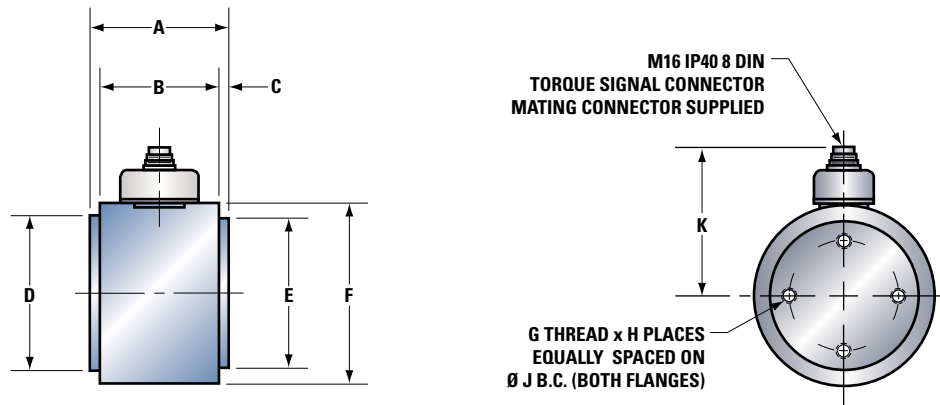 A
B
C
D
E
F
M16 IP40 8 DIN
TORQUE SIGNAL CONNECTOR
MATING CONNECTOR SUPPLIED
K
G THREAD x H PLACES
EQUALLY SPACED ON
Ø J B.C. (BOTH FLANGES)